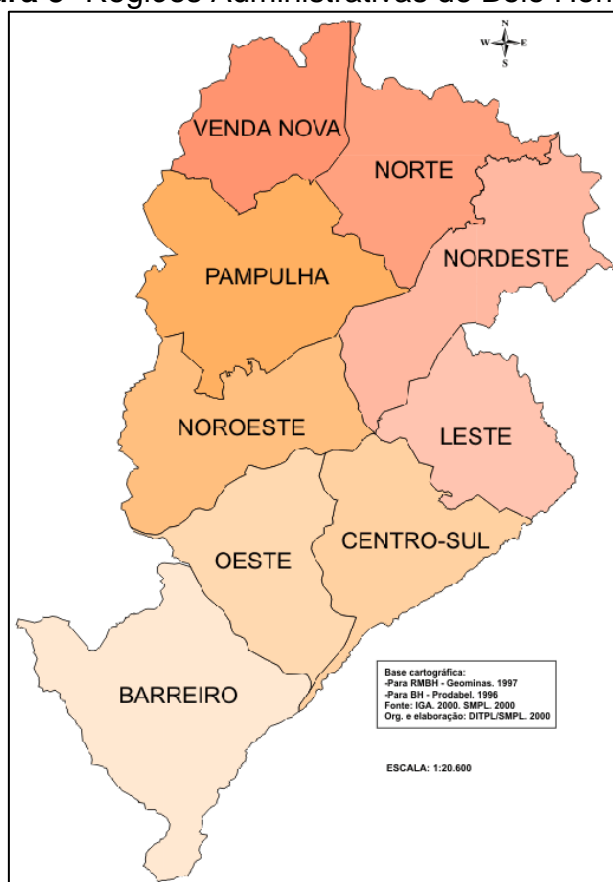 ara 3- Regiões Administrativas de Belo Hori
N
W E
S
VENDA NOVA
NORTE
NORDESTE
PAMPULHA
NOROESTE
LESTE
CENTRO-SUL
OESTE
BARREIRO
Base cartográfica:
-Para RMBH - Geominas. 1997
-Para BH - Prodabel. 1996
Fonte: IGA. 2000. SMPL. 2000
Org. e elaboração: DITPL/SMPL. 2000
ESCALA: 1:20.600